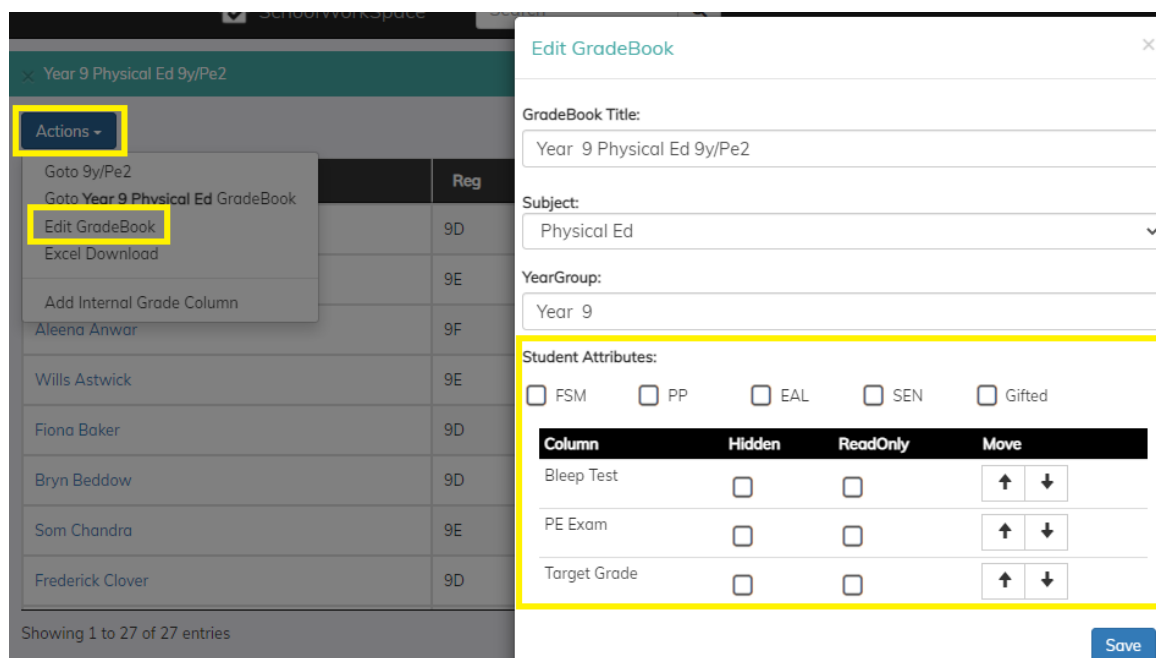 SchoolWorkSpace
Search
× Year 9 Physical Ed 9y/Pe2
Actions
Goto 9y/Pe2
Goto Year 9 Physical Ed GradeBook
Edit GradeBook
Excel Download
Add Internal Grade Column
Reg
9D
9E
Aleena Anwar 9F
Wills Astwick 9E
Fiona Baker 9D
Bryn Beddow 9D
Som Chandra 9E
Frederick Clover 9D
Showing 1 to 27 of 27 entries
Edit GradeBook ×
GradeBook Title:
Year 9 Physical Ed 9y/Pe2
Subject:
Physical Ed
YearGroup:
Year 9
Student Attributes:
FSM PP EAL SEN Gifted
Column Hidden ReadOnly Move
Bleep Test
PE Exam
Target Grade
Save